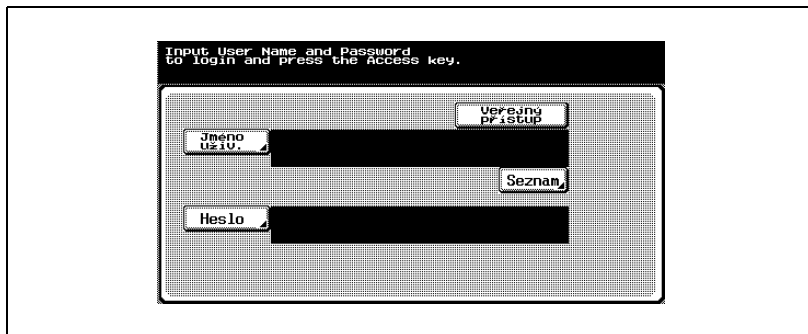 Input User Name and Password
to login and press the Access key.
Veřejný
přístup
Jméno
uživ.
Seznam
Heslo